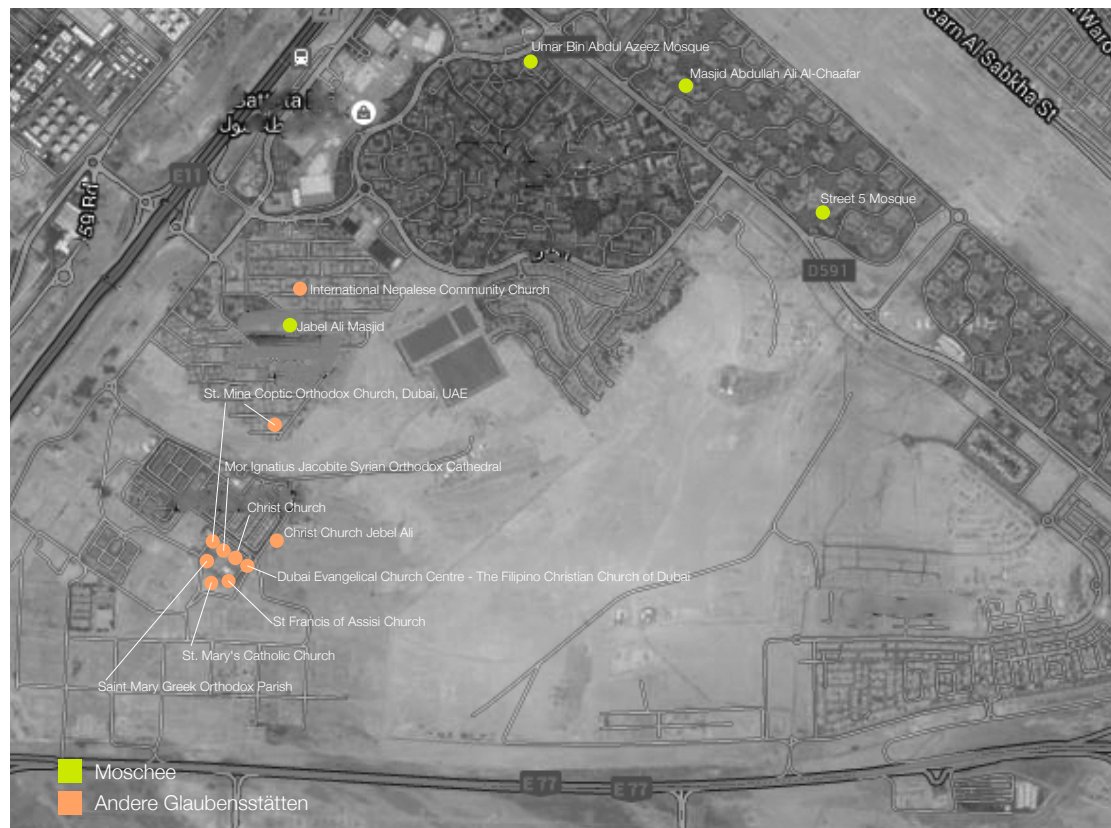 Umar Bin Abdul Azeez Mosque
Garn Al Sabkha St
Masjid Abdullah Ali Al-Chaafar
E11
59 Rd
Street 5 Mosque
D591
International Nepalese Community Church
Jabel Ali Masjid
St. Mina Coptic Orthodox Church, Dubai, UAE
Mor Ignatius Jacobite Syrian Orthodox Cathedral
Christ Church
Christ Church Jebel Ali
Dubai Evangelical Church Centre - The Filipino Christian Church of Dubai
St Francis of Assisi Church
St. Mary's Catholic Church
Saint Mary Greek Orthodox Parish
Moschee
Andere Glaubensstätten
E 77
E 77